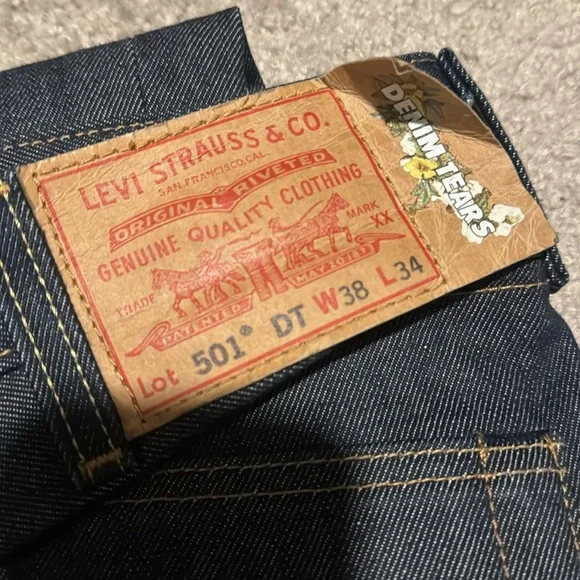 LEVI STRAUSS & CO.
SAN FRANCISCO, CAL.
ORIGINAL RIVETED
GENUINE QUALITY CLOTHING
TRADE MARK
XX
PATENTED MAY 20 1873
Lot 501® DT W38 L34
DENIM TEARS